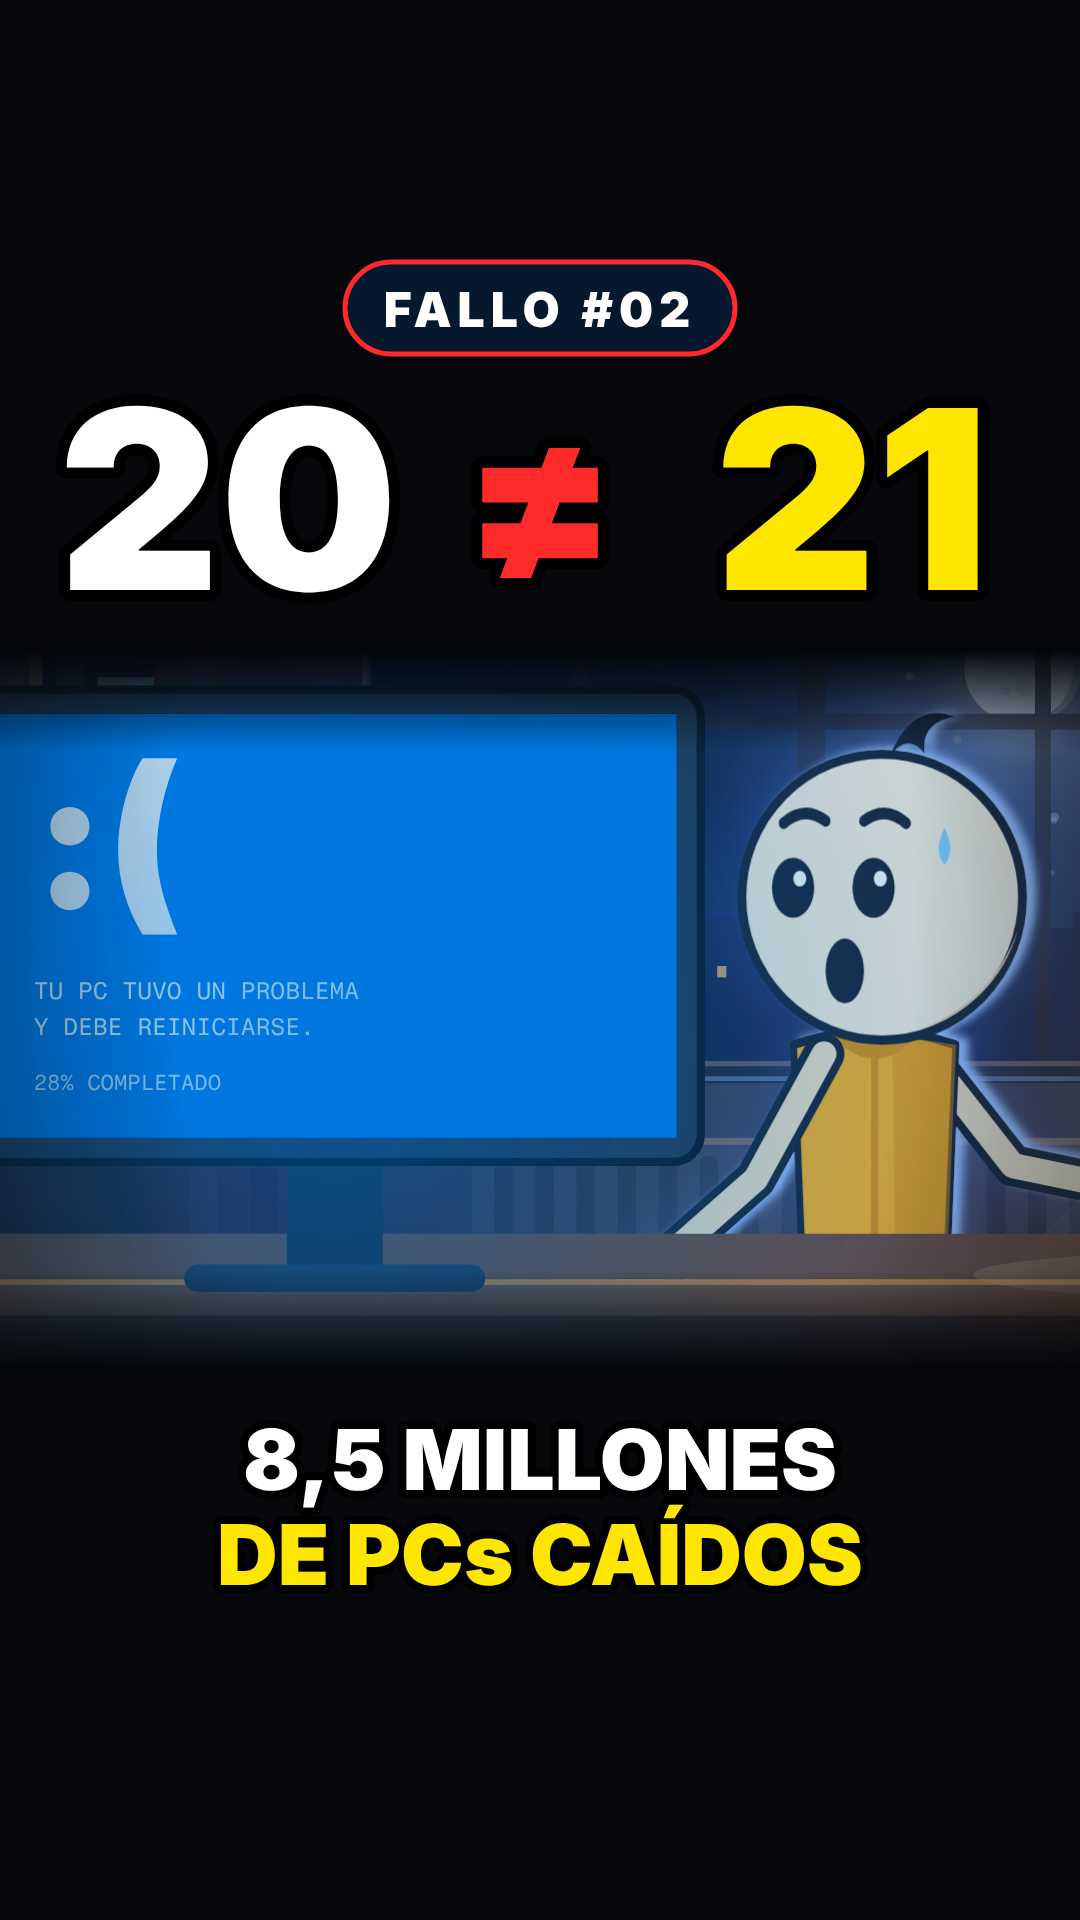 FALLO #02
20 ≠ 21
:(
TU PC TUVO UN PROBLEMA
Y DEBE REINICIARSE.
28% COMPLETADO
8,5 MILLONES
DE PCs CAÍDOS